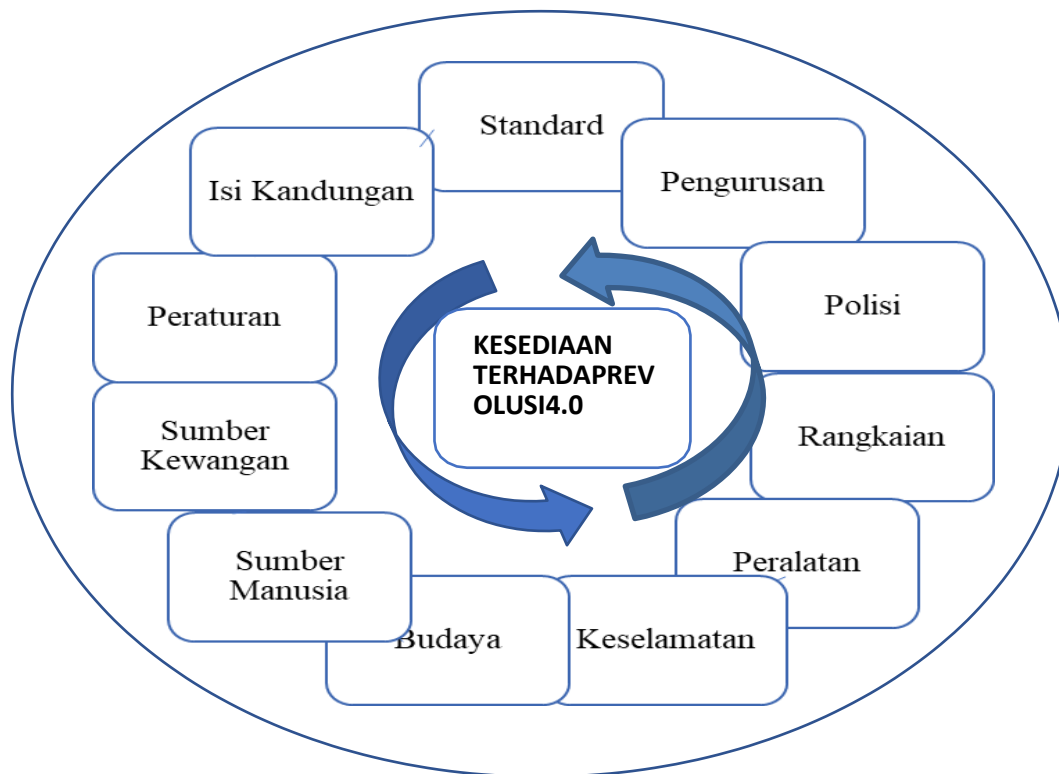 Standard
Pengurusan
Isi Kandungan
Polisi
Peraturan
KESEDIAAN
TERHADAPREV
OLUSI4.0
Rangkaian
Sumber
Kewangan
Peralatan
Sumber
Manusia
Budaya
Keselamatan